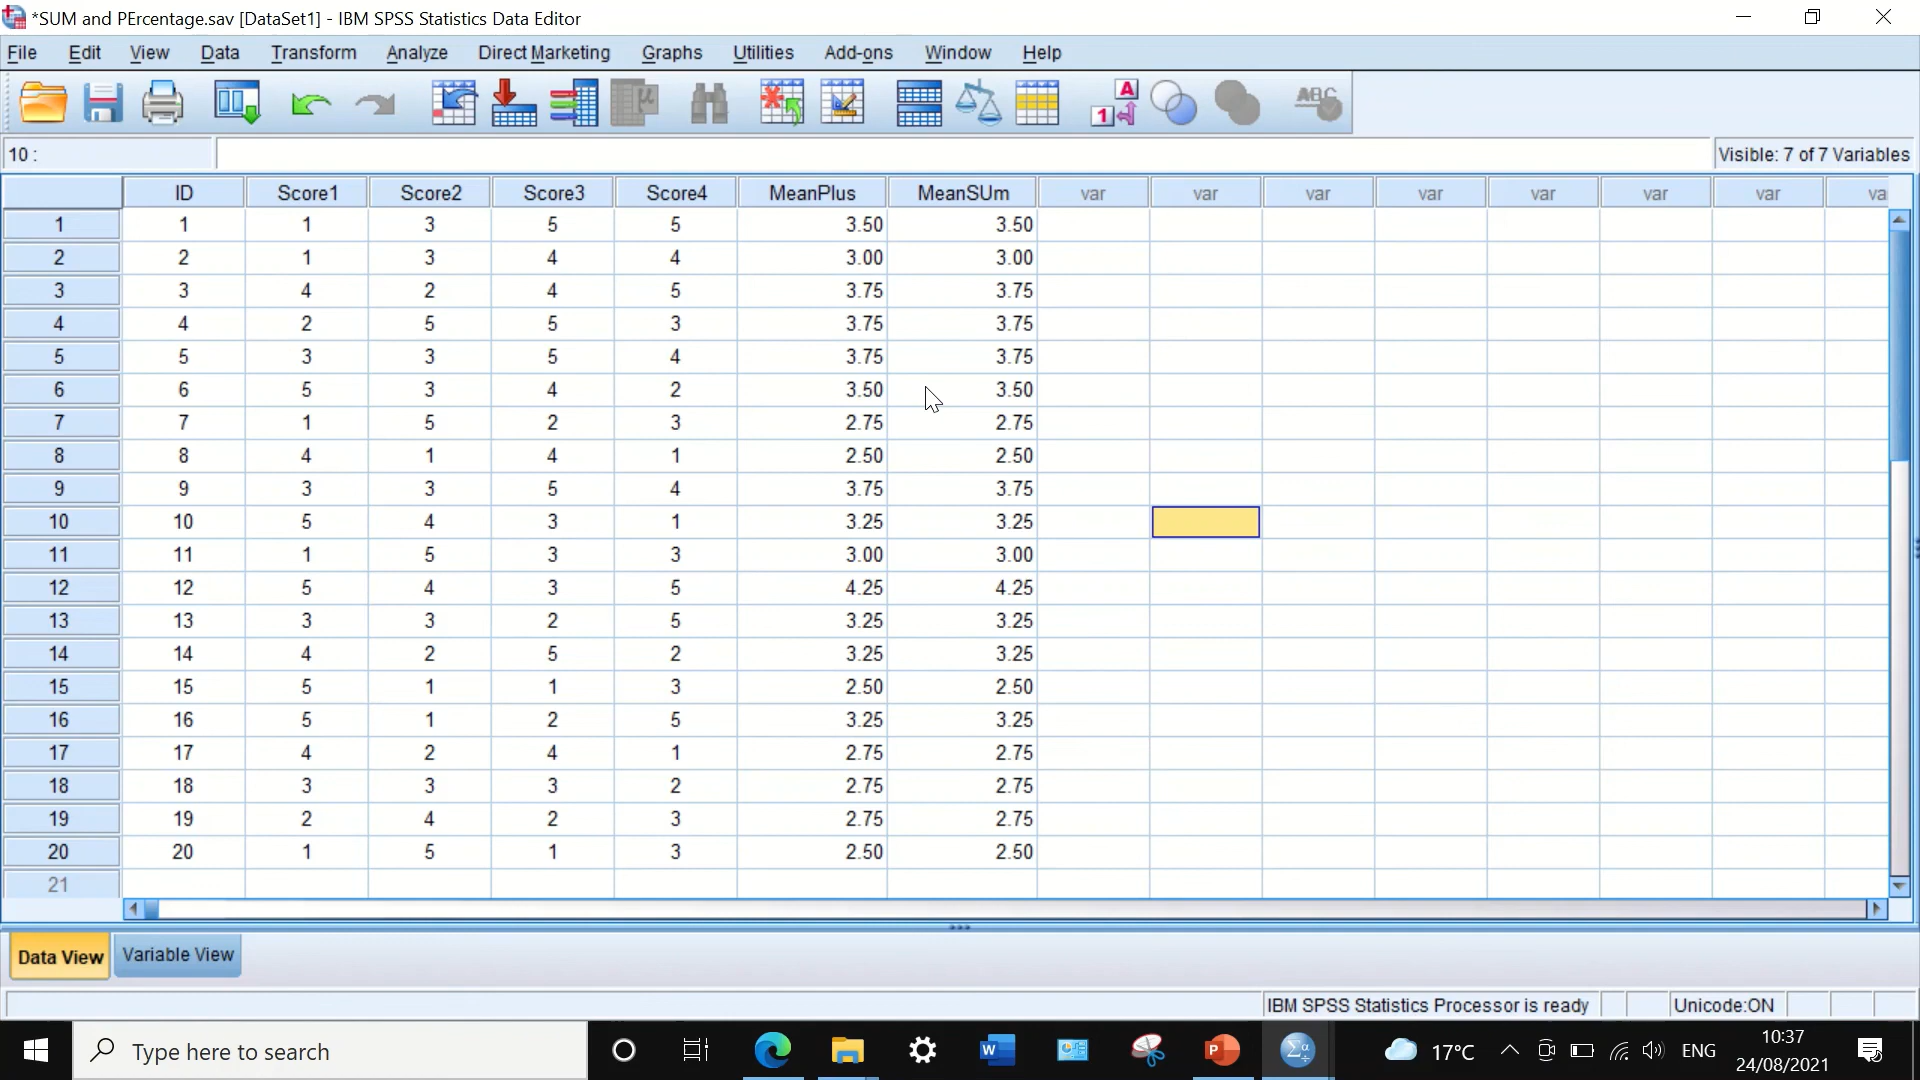 *SUM and PErcentage.sav [DataSet1] - IBM SPSS Statistics Data Editor
File Edit View Data Transform Analyze Direct Marketing Graphs Utilities Add-ons Window Help
A
1
ABC
10 :
Visible: 7 of 7 Variables
ID Score1 Score2 Score3 Score4 MeanPlus MeanSUm var var var var var var var va
1 1 1 3 5 5 3.50 3.50
2 2 1 3 4 4 3.00 3.00
3 3 4 2 4 5 3.75 3.75
4 4 2 5 5 3 3.75 3.75
5 5 3 3 5 4 3.75 3.75
6 6 5 3 4 2 3.50 3.50
7 7 1 5 2 3 2.75 2.75
8 8 4 1 4 1 2.50 2.50
9 9 3 3 5 4 3.75 3.75
10 10 5 4 3 1 3.25 3.25
11 11 1 5 3 3 3.00 3.00
12 12 5 4 3 5 4.25 4.25
13 13 3 3 2 5 3.25 3.25
14 14 4 2 5 2 3.25 3.25
15 15 5 1 1 3 2.50 2.50
16 16 5 1 2 5 3.25 3.25
17 17 4 2 4 1 2.75 2.75
18 18 3 3 3 2 2.75 2.75
19 19 2 4 2 3 2.75 2.75
20 20 1 5 1 3 2.50 2.50
21
Data View Variable View
IBM SPSS Statistics Processor is ready Unicode:ON
Type here to search
17°C
ENG
10:37
24/08/2021